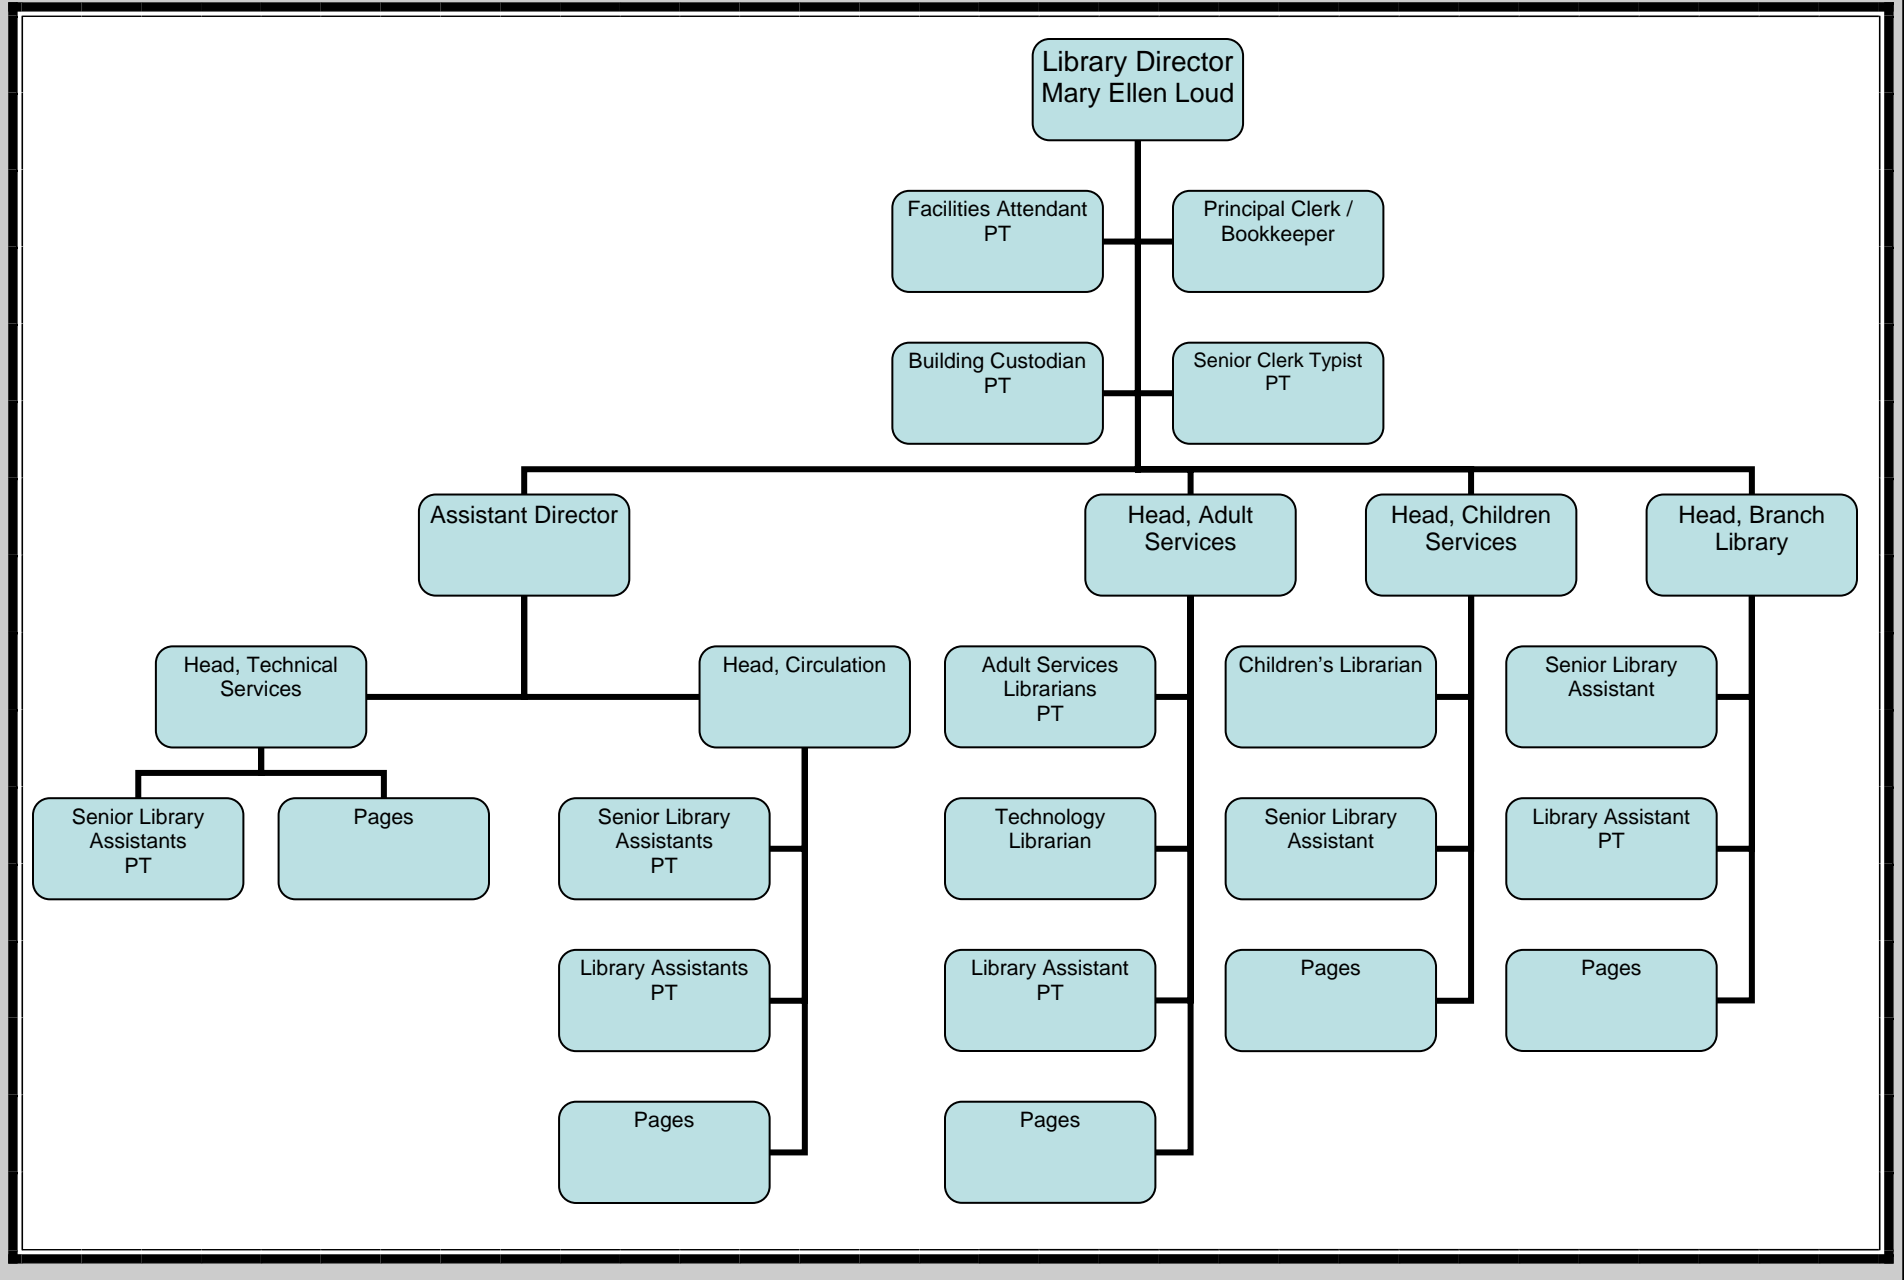 Library Director
Mary Ellen Loud
Facilities Attendant
PT
Principal Clerk /
Bookkeeper
Building Custodian
PT
Senior Clerk Typist
PT
Assistant Director
Head, Adult
Services
Head, Children
Services
Head, Branch
Library
Head, Technical
Services
Head, Circulation
Adult Services
Librarians
PT
Children’s Librarian
Senior Library
Assistant
Senior Library
Assistants
PT
Pages
Senior Library
Assistants
PT
Technology
Librarian
Senior Library
Assistant
Library Assistant
PT
Library Assistants
PT
Library Assistant
PT
Pages
Pages
Pages
Pages